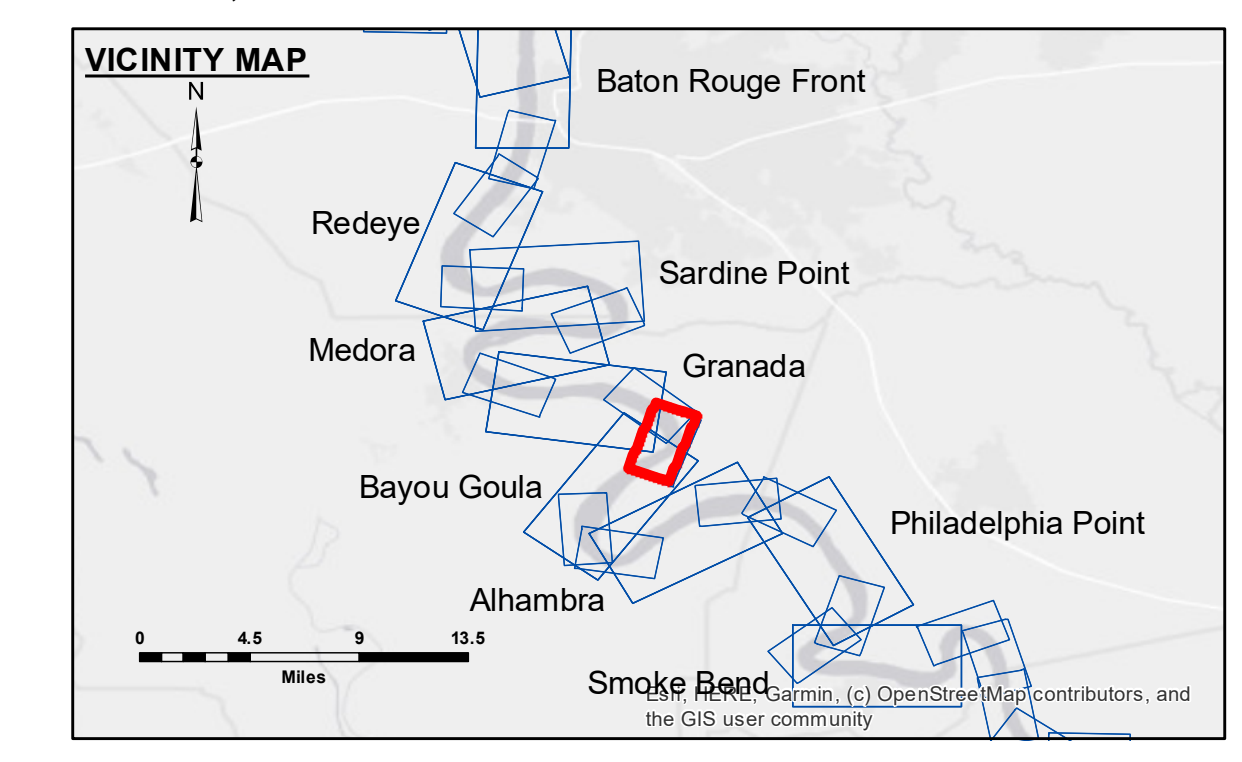 VICINITY MAP
N
Baton Rouge Front
Redeye
Sardine Point
Medora
Granada
Bayou Goula
Philadelphia Point
Alhambra
0 4.5 9 13.5
Miles
Smoke Bend
Esri, HERE, Garmin, (c) OpenStreetMap contributors, and
the GIS user community